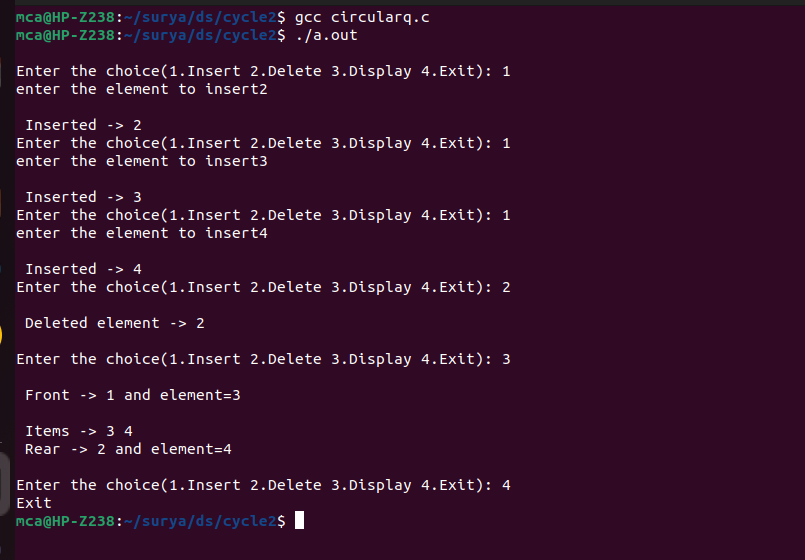 mca@HP-Z238:~/surya/ds/cycle2$ gcc circularq.c
mca@HP-Z238:~/surya/ds/cycle2$ ./a.out
Enter the choice(1.Insert 2.Delete 3.Display 4.Exit): 1
enter the element to insert2
Inserted -> 2
Enter the choice(1.Insert 2.Delete 3.Display 4.Exit): 1
enter the element to insert3
Inserted -> 3
Enter the choice(1.Insert 2.Delete 3.Display 4.Exit): 1
enter the element to insert4
Inserted -> 4
Enter the choice(1.Insert 2.Delete 3.Display 4.Exit): 2
Deleted element -> 2
Enter the choice(1.Insert 2.Delete 3.Display 4.Exit): 3
Front -> 1 and element=3
Items -> 3 4
Rear -> 2 and element=4
Enter the choice(1.Insert 2.Delete 3.Display 4.Exit): 4
Exit
mca@HP-Z238:~/surya/ds/cycle2$